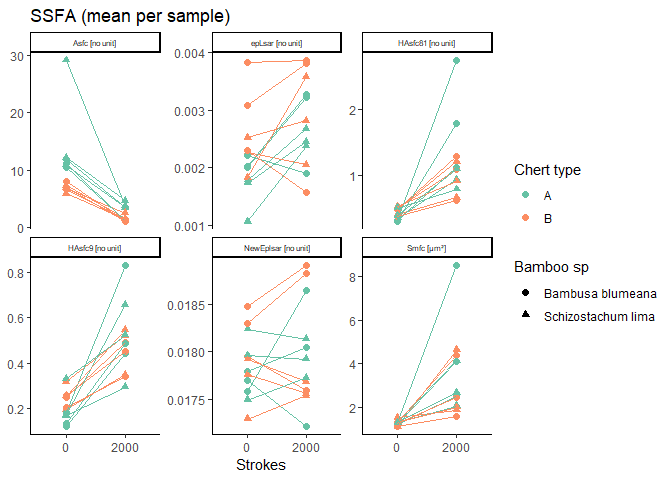 SSFA (mean per sample)
Asfc [no unit]
epLsar [no unit]
HAsfc81 [no unit]
30
20
10
0
0.004
0.003
0.002
0.001
2
1
HAsfc9 [no unit]
NewEplsar [no unit]
Smfc [µm²]
0.8
0.6
0.4
0.2
0.0185
0.0180
0.0175
8
6
4
2
0 2000
0 2000
0 2000
Strokes
Chert type
A
B
Bamboo sp
Bambusa blumeana
Schizostachum lima